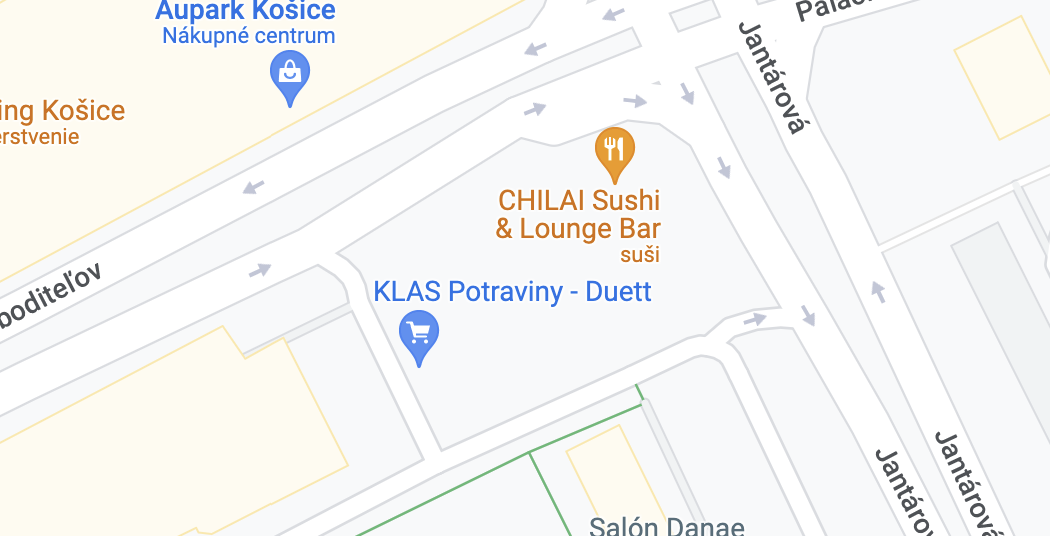 Aupark Košice
Nákupné centrum
ing Košice
erstvenie
boditeľov
Jantárová
CHILAI Sushi
& Lounge Bar
suši
KLAS Potraviny - Duett
Jantárov
Jantárová
Salón Danae